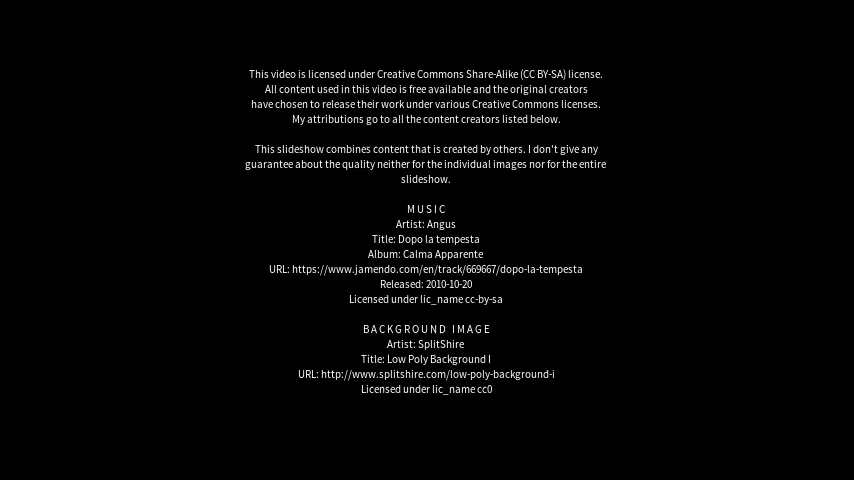 This video is licensed under Creative Commons Share-Alike (CC BY-SA) license.
All content used in this video is free available and the original creators
have chosen to release their work under various Creative Commons licenses.
My attributions go to all the content creators listed below.
This slideshow combines content that is created by others. I don't give any
guarantee about the quality neither for the individual images nor for the entire
slideshow.
MUSIC
Artist: Angus
Title: Dopo la tempesta
Album: Calma Apparente
URL: https://www.jamendo.com/en/track/669667/dopo-la-tempesta
Released: 2010-10-20
Licensed under lic_name cc-by-sa
BACKGROUND IMAGE
Artist: SplitShire
Title: Low Poly Background I
URL: http://www.splitshire.com/low-poly-background-i
Licensed under lic_name cc0